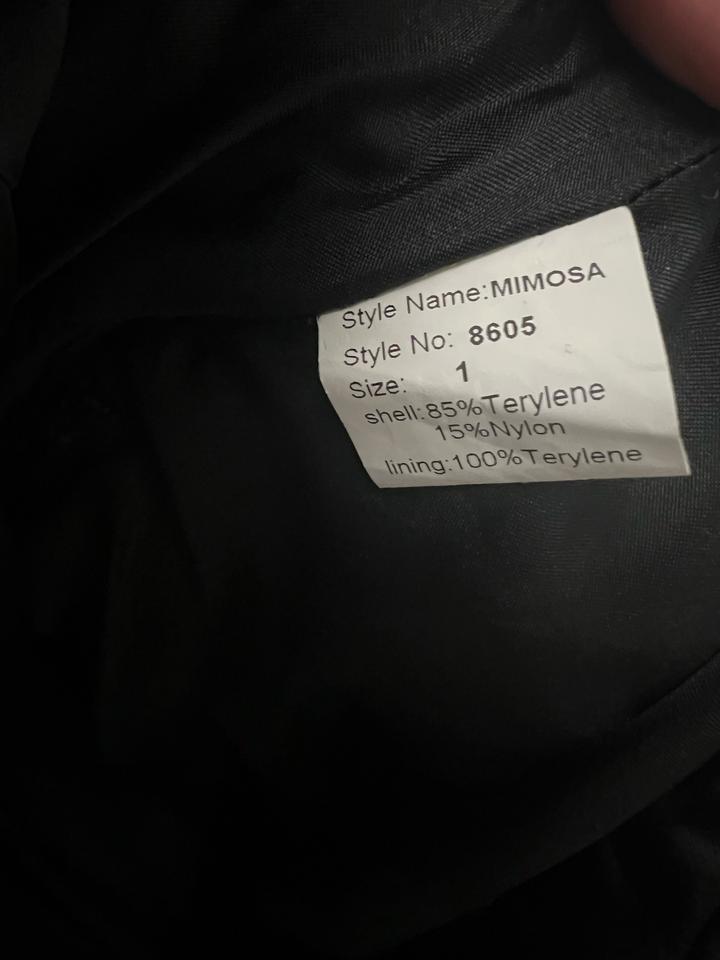 Style Name:MIMOSA
Style No: 8605
Size: 1
shell:85%Terylene
15%Nylon
lining:100%Terylene